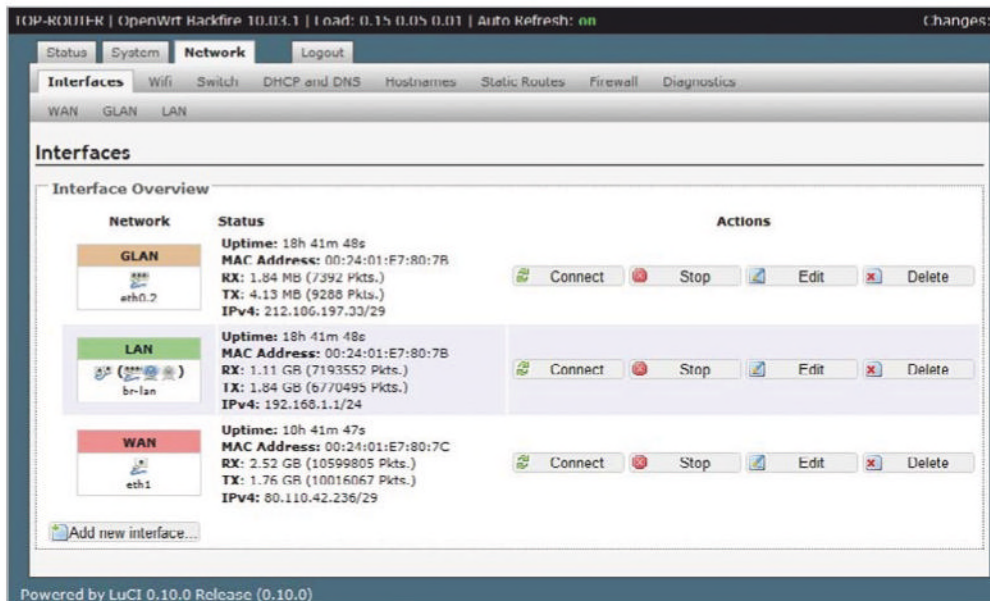 TOP-ROUTER | OpenWrt Backfire 10.03.1 | Load: 0.15 0.05 0.01 | Auto Refresh: on Changes:
Status System Network Logout
Interfaces Wifi Switch DHCP and DNS Hostnames Static Routes Firewall Diagnostics
WAN GLAN LAN
Interfaces
Interface Overview
Network Status Actions
GLAN
eth0.2
Uptime: 18h 41m 48s
MAC Address: 00:24:01:E7:80:7B
RX: 1.84 MB (7392 Pkts.)
TX: 4.13 MB (9288 Pkts.)
IPv4: 212.186.197.33/29
Connect Stop Edit Delete
LAN
br-lan
Uptime: 18h 41m 48s
MAC Address: 00:24:01:E7:80:7B
RX: 1.11 GB (7193552 Pkts.)
TX: 1.84 GB (6770495 Pkts.)
IPv4: 192.168.1.1/24
Connect Stop Edit Delete
WAN
eth1
Uptime: 18h 41m 47s
MAC Address: 00:24:01:E7:80:7C
RX: 2.52 GB (10599805 Pkts.)
TX: 1.76 GB (10016067 Pkts.)
IPv4: 80.110.42.236/29
Connect Stop Edit Delete
Add new interface...
Powered by LuCI 0.10.0 Release (0.10.0)